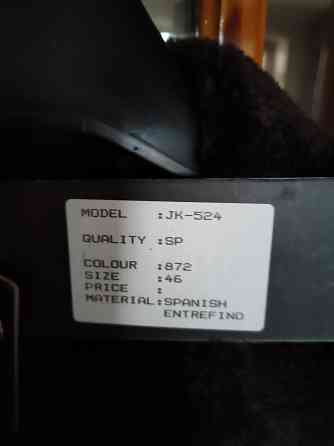 MODEL :JK-524
QUALITY :SP
COLOUR :872
SIZE :46
PRICE :
MATERIAL:SPANISH
ENTREFINO